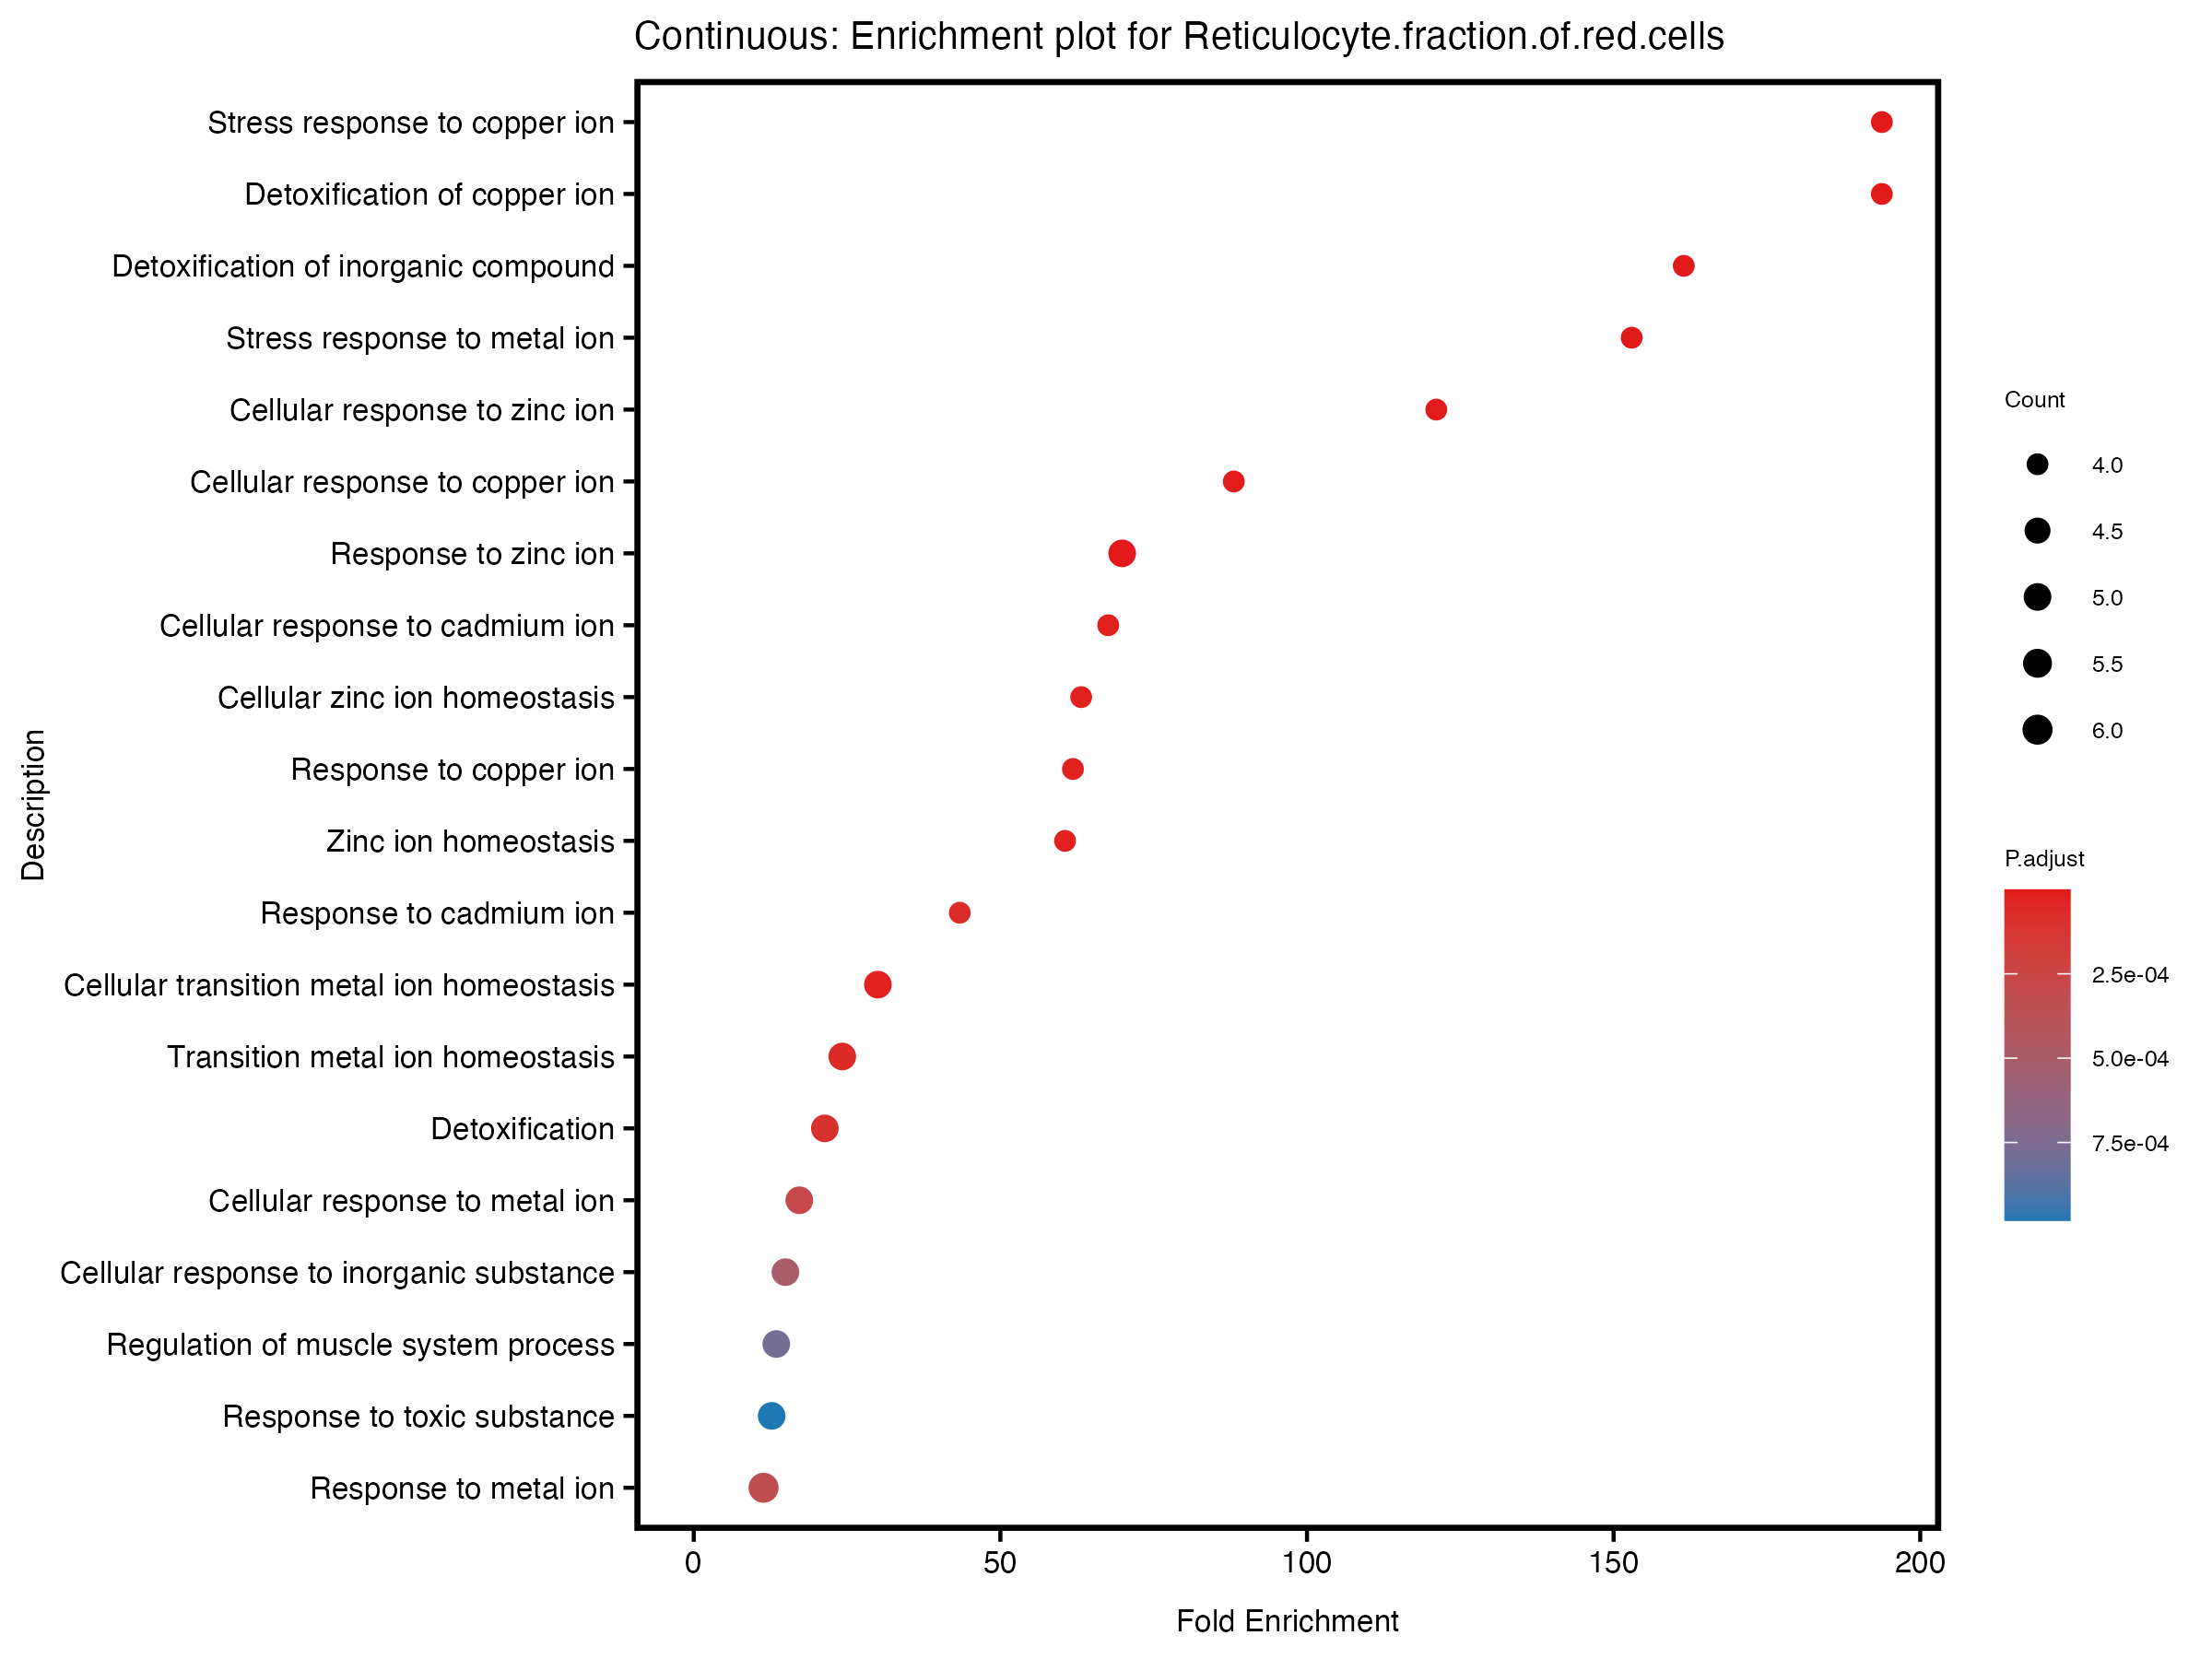 Continuous: Enrichment plot for Reticulocyte.fraction.of.red.cells
Description
Stress response to copper ion
Detoxification of copper ion
Detoxification of inorganic compound
Stress response to metal ion
Cellular response to zinc ion
Cellular response to copper ion
Response to zinc ion
Cellular response to cadmium ion
Cellular zinc ion homeostasis
Response to copper ion
Zinc ion homeostasis
Response to cadmium ion
Cellular transition metal ion homeostasis
Transition metal ion homeostasis
Detoxification
Cellular response to metal ion
Cellular response to inorganic substance
Regulation of muscle system process
Response to toxic substance
Response to metal ion
0 50 100 150 200
Fold Enrichment
Count
4.0
4.5
5.0
5.5
6.0
P.adjust
2.5e-04
5.0e-04
7.5e-04